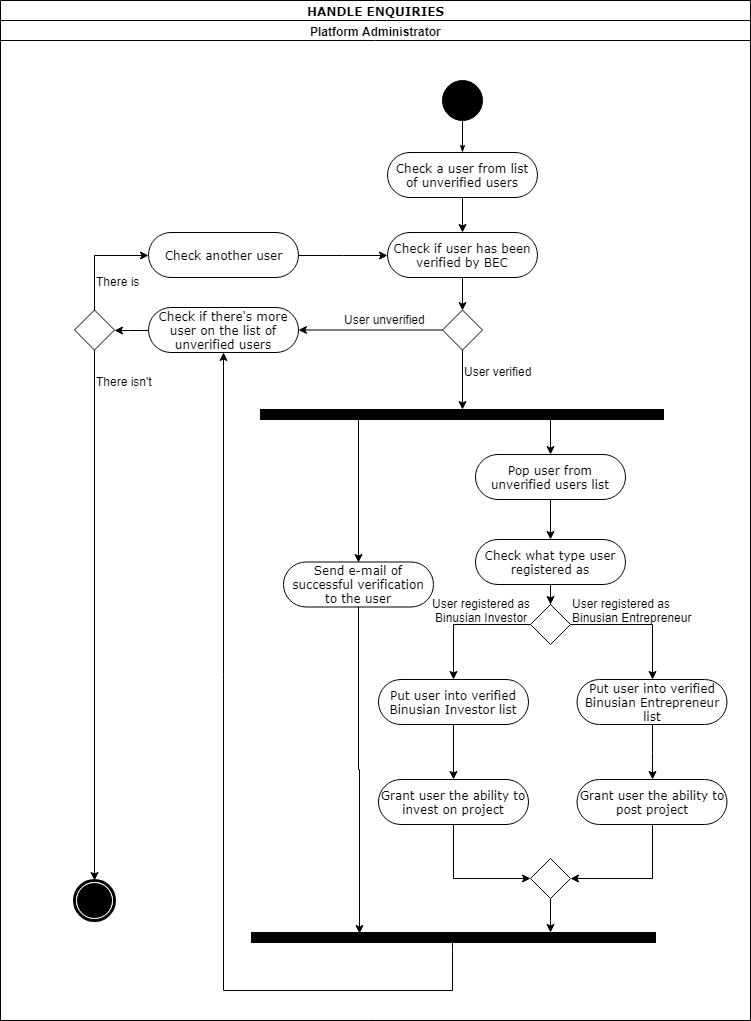 HANDLE ENQUIRIES
Platform Administrator
Check a user from list
of unverified users
Check another user
Check if user has been
verified by BEC
There is
Check if there's more
user on the list of
unverified users
User unverified
There isn't
User verified
Pop user from
unverified users list
Check what type user
registered as
Send e-mail of
successful verification
to the user
User registered as
Binusian Investor
User registered as
Binusian Entrepreneur
Put user into verified
Binusian Investor list
Put user into verified
Binusian Entrepreneur
list
Grant user the ability to
invest on project
Grant user the ability to
post project